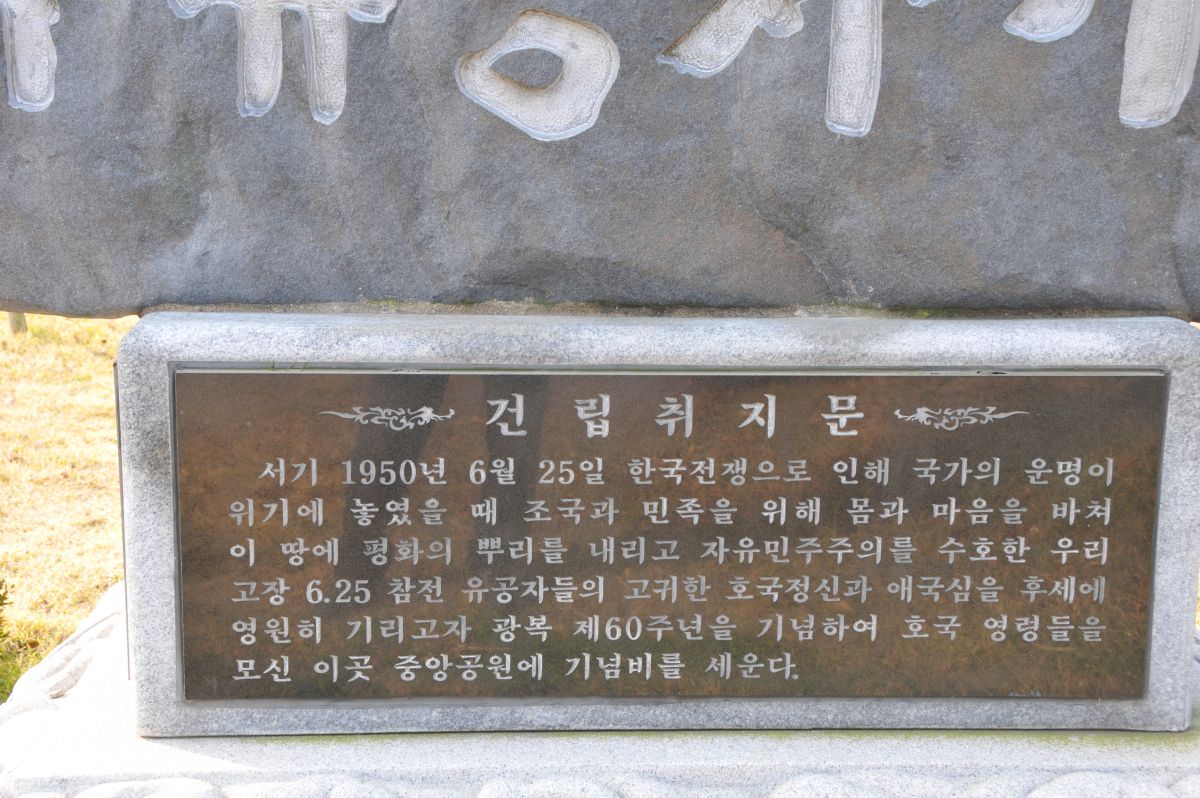 건립취지문
서기 1950년 6월 25일 한국전쟁으로 인해 국가의 운명이
위기에 놓였을 때 조국과 민족을 위해 몸과 마음을 바쳐
이 땅에 평화의 뿌리를 내리고 자유민주주의를 수호한 우리
고장 6.25 참전 유공자들의 고귀한 호국정신과 애국심을 후세에
영원히 기리고자 광복 제60주년을 기념하여 호국 영령들을
모신 이곳 중앙공원에 기념비를 세운다.